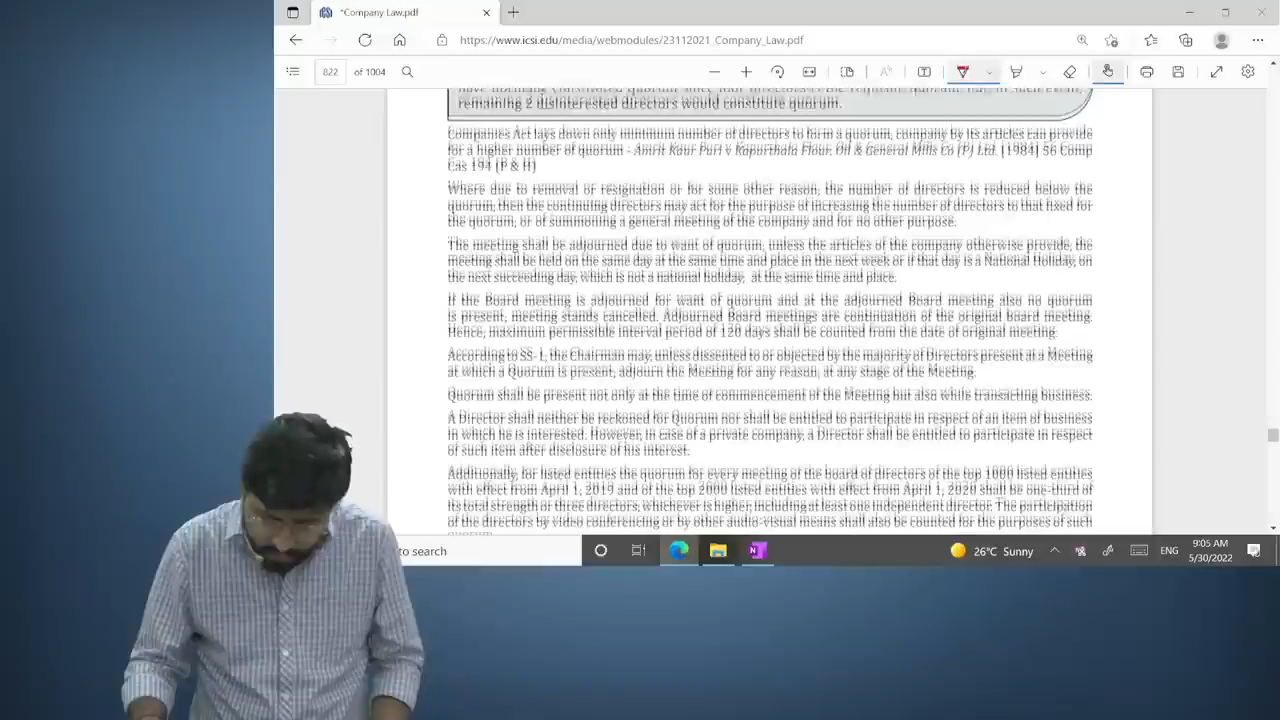 *Company Law.pdf
https://www.icsi.edu/media/webmodules/23112021_Company_Law.pdf
822 of 1004
remaining 2 disinterested directors would constitute quorum.
Companies Act lays down only minimum number of directors to form a quorum, company by its articles can provide
for a higher number of quorum - Amrit Kaur Puri v Kapurthala Flour, Oil & General Mills Co (P) Ltd. [1984] 56 Comp
Cas 194 (P & H)
Where due to removal or resignation or for some other reason, the number of directors is reduced below the
quorum, then the continuing directors may act for the purpose of increasing the number of directors to that fixed for
the quorum, or of summoning a general meeting of the company and for no other purpose.
The meeting shall be adjourned due to want of quorum, unless the articles of the company otherwise provide, the
meeting shall be held on the same day at the same time and place in the next week or if that day is a National Holiday, on
the next succeeding day, which is not a national holiday, at the same time and place.
If the Board meeting is adjourned for want of quorum and at the adjourned Board meeting also no quorum
is present, meeting stands cancelled. Adjourned Board meetings are continuation of the original board meeting.
Hence, maximum permissible interval period of 120 days shall be counted from the date of original meeting.
According to SS-1, the Chairman may, unless dissented to or objected by the majority of Directors present at a Meeting
at which a Quorum is present, adjourn the Meeting for any reason, at any stage of the Meeting.
Quorum shall be present not only at the time of commencement of the Meeting but also while transacting business.
A Director shall neither be reckoned for Quorum nor shall be entitled to participate in respect of an item of business
in which he is interested. However, in case of a private company, a Director shall be entitled to participate in respect
of such item after disclosure of his interest.
Additionally, for listed entities the quorum for every meeting of the board of directors of the top 1000 listed entities
with effect from April 1, 2019 and of the top 2000 listed entities with effect from April 1, 2020 shall be one-third of
its total strength or three directors, whichever is higher, including at least one independent director. The participation
of the directors by video conferencing or by other audio-visual means shall also be counted for the purposes of such
quorum.
to search
26°C Sunny
ENG
9:05 AM
5/30/2022